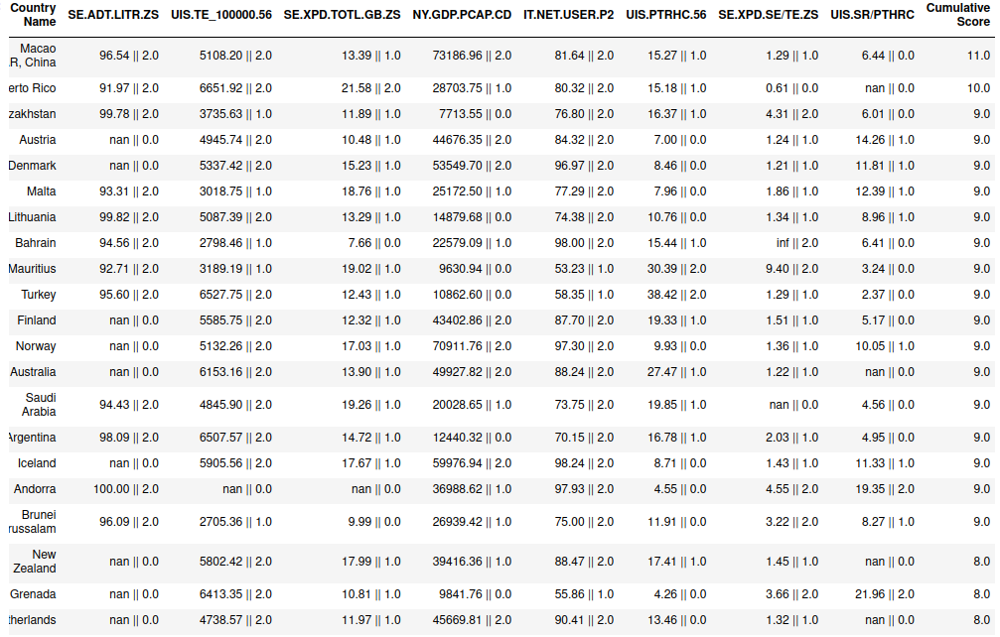 Country Name SE.ADT.LITR.ZS UIS.TE_100000.56 SE.XPD.TOTL.GB.ZS NY.GDP.PCAP.CD IT.NET.USER.P2 UIS.PTRHC.56 SE.XPD.SE/TE.ZS UIS.SR/PTHRC Cumulative Score
Macao R, China 96.54 || 2.0 5108.20 || 2.0 13.39 || 1.0 73186.96 || 2.0 81.64 || 2.0 15.27 || 1.0 1.29 || 1.0 6.44 || 0.0 11.0
erto Rico 91.97 || 2.0 6651.92 || 2.0 21.58 || 2.0 28703.75 || 1.0 80.32 || 2.0 15.18 || 1.0 0.61 || 0.0 nan || 0.0 10.0
zakhstan 99.78 || 2.0 3735.63 || 1.0 11.89 || 1.0 7713.55 || 0.0 76.80 || 2.0 16.37 || 1.0 4.31 || 2.0 6.01 || 0.0 9.0
Austria nan || 0.0 4945.74 || 2.0 10.48 || 1.0 44676.35 || 2.0 84.32 || 2.0 7.00 || 0.0 1.24 || 1.0 14.26 || 1.0 9.0
Denmark nan || 0.0 5337.42 || 2.0 15.23 || 1.0 53549.70 || 2.0 96.97 || 2.0 8.46 || 0.0 1.21 || 1.0 11.81 || 1.0 9.0
Malta 93.31 || 2.0 3018.75 || 1.0 18.76 || 1.0 25172.50 || 1.0 77.29 || 2.0 7.96 || 0.0 1.86 || 1.0 12.39 || 1.0 9.0
Lithuania 99.82 || 2.0 5087.39 || 2.0 13.29 || 1.0 14879.68 || 0.0 74.38 || 2.0 10.76 || 0.0 1.34 || 1.0 8.96 || 1.0 9.0
Bahrain 94.56 || 2.0 2798.46 || 1.0 7.66 || 0.0 22579.09 || 1.0 98.00 || 2.0 15.44 || 1.0 inf || 2.0 6.41 || 0.0 9.0
Mauritius 92.71 || 2.0 3189.19 || 1.0 19.02 || 1.0 9630.94 || 0.0 53.23 || 1.0 30.39 || 2.0 9.40 || 2.0 3.24 || 0.0 9.0
Turkey 95.60 || 2.0 6527.75 || 2.0 12.43 || 1.0 10862.60 || 0.0 58.35 || 1.0 38.42 || 2.0 1.29 || 1.0 2.37 || 0.0 9.0
Finland nan || 0.0 5585.75 || 2.0 12.32 || 1.0 43402.86 || 2.0 87.70 || 2.0 19.33 || 1.0 1.51 || 1.0 5.17 || 0.0 9.0
Norway nan || 0.0 5132.26 || 2.0 17.03 || 1.0 70911.76 || 2.0 97.30 || 2.0 9.93 || 0.0 1.36 || 1.0 10.05 || 1.0 9.0
Australia nan || 0.0 6153.16 || 2.0 13.90 || 1.0 49927.82 || 2.0 88.24 || 2.0 27.47 || 1.0 1.22 || 1.0 nan || 0.0 9.0
Saudi Arabia 94.43 || 2.0 4845.90 || 2.0 19.26 || 1.0 20028.65 || 1.0 73.75 || 2.0 19.85 || 1.0 nan || 0.0 4.56 || 0.0 9.0
Argentina 98.09 || 2.0 6507.57 || 2.0 14.72 || 1.0 12440.32 || 0.0 70.15 || 2.0 16.78 || 1.0 2.03 || 1.0 4.95 || 0.0 9.0
Iceland nan || 0.0 5905.56 || 2.0 17.67 || 1.0 59976.94 || 2.0 98.24 || 2.0 8.71 || 0.0 1.43 || 1.0 11.33 || 1.0 9.0
Andorra 100.00 || 2.0 nan || 0.0 nan || 0.0 36988.62 || 1.0 97.93 || 2.0 4.55 || 0.0 4.55 || 2.0 19.35 || 2.0 9.0
Brunei russalam 96.09 || 2.0 2705.36 || 1.0 9.99 || 0.0 26939.42 || 1.0 75.00 || 2.0 11.91 || 0.0 3.22 || 2.0 8.27 || 1.0 9.0
New Zealand nan || 0.0 5802.42 || 2.0 17.99 || 1.0 39416.36 || 1.0 88.47 || 2.0 17.41 || 1.0 1.45 || 1.0 nan || 0.0 8.0
Grenada nan || 0.0 6413.35 || 2.0 10.81 || 1.0 9841.76 || 0.0 55.86 || 1.0 4.26 || 0.0 3.66 || 2.0 21.96 || 2.0 8.0
therlands nan || 0.0 4738.57 || 2.0 11.97 || 1.0 45669.81 || 2.0 90.41 || 2.0 13.46 || 0.0 1.32 || 1.0 nan || 0.0 8.0